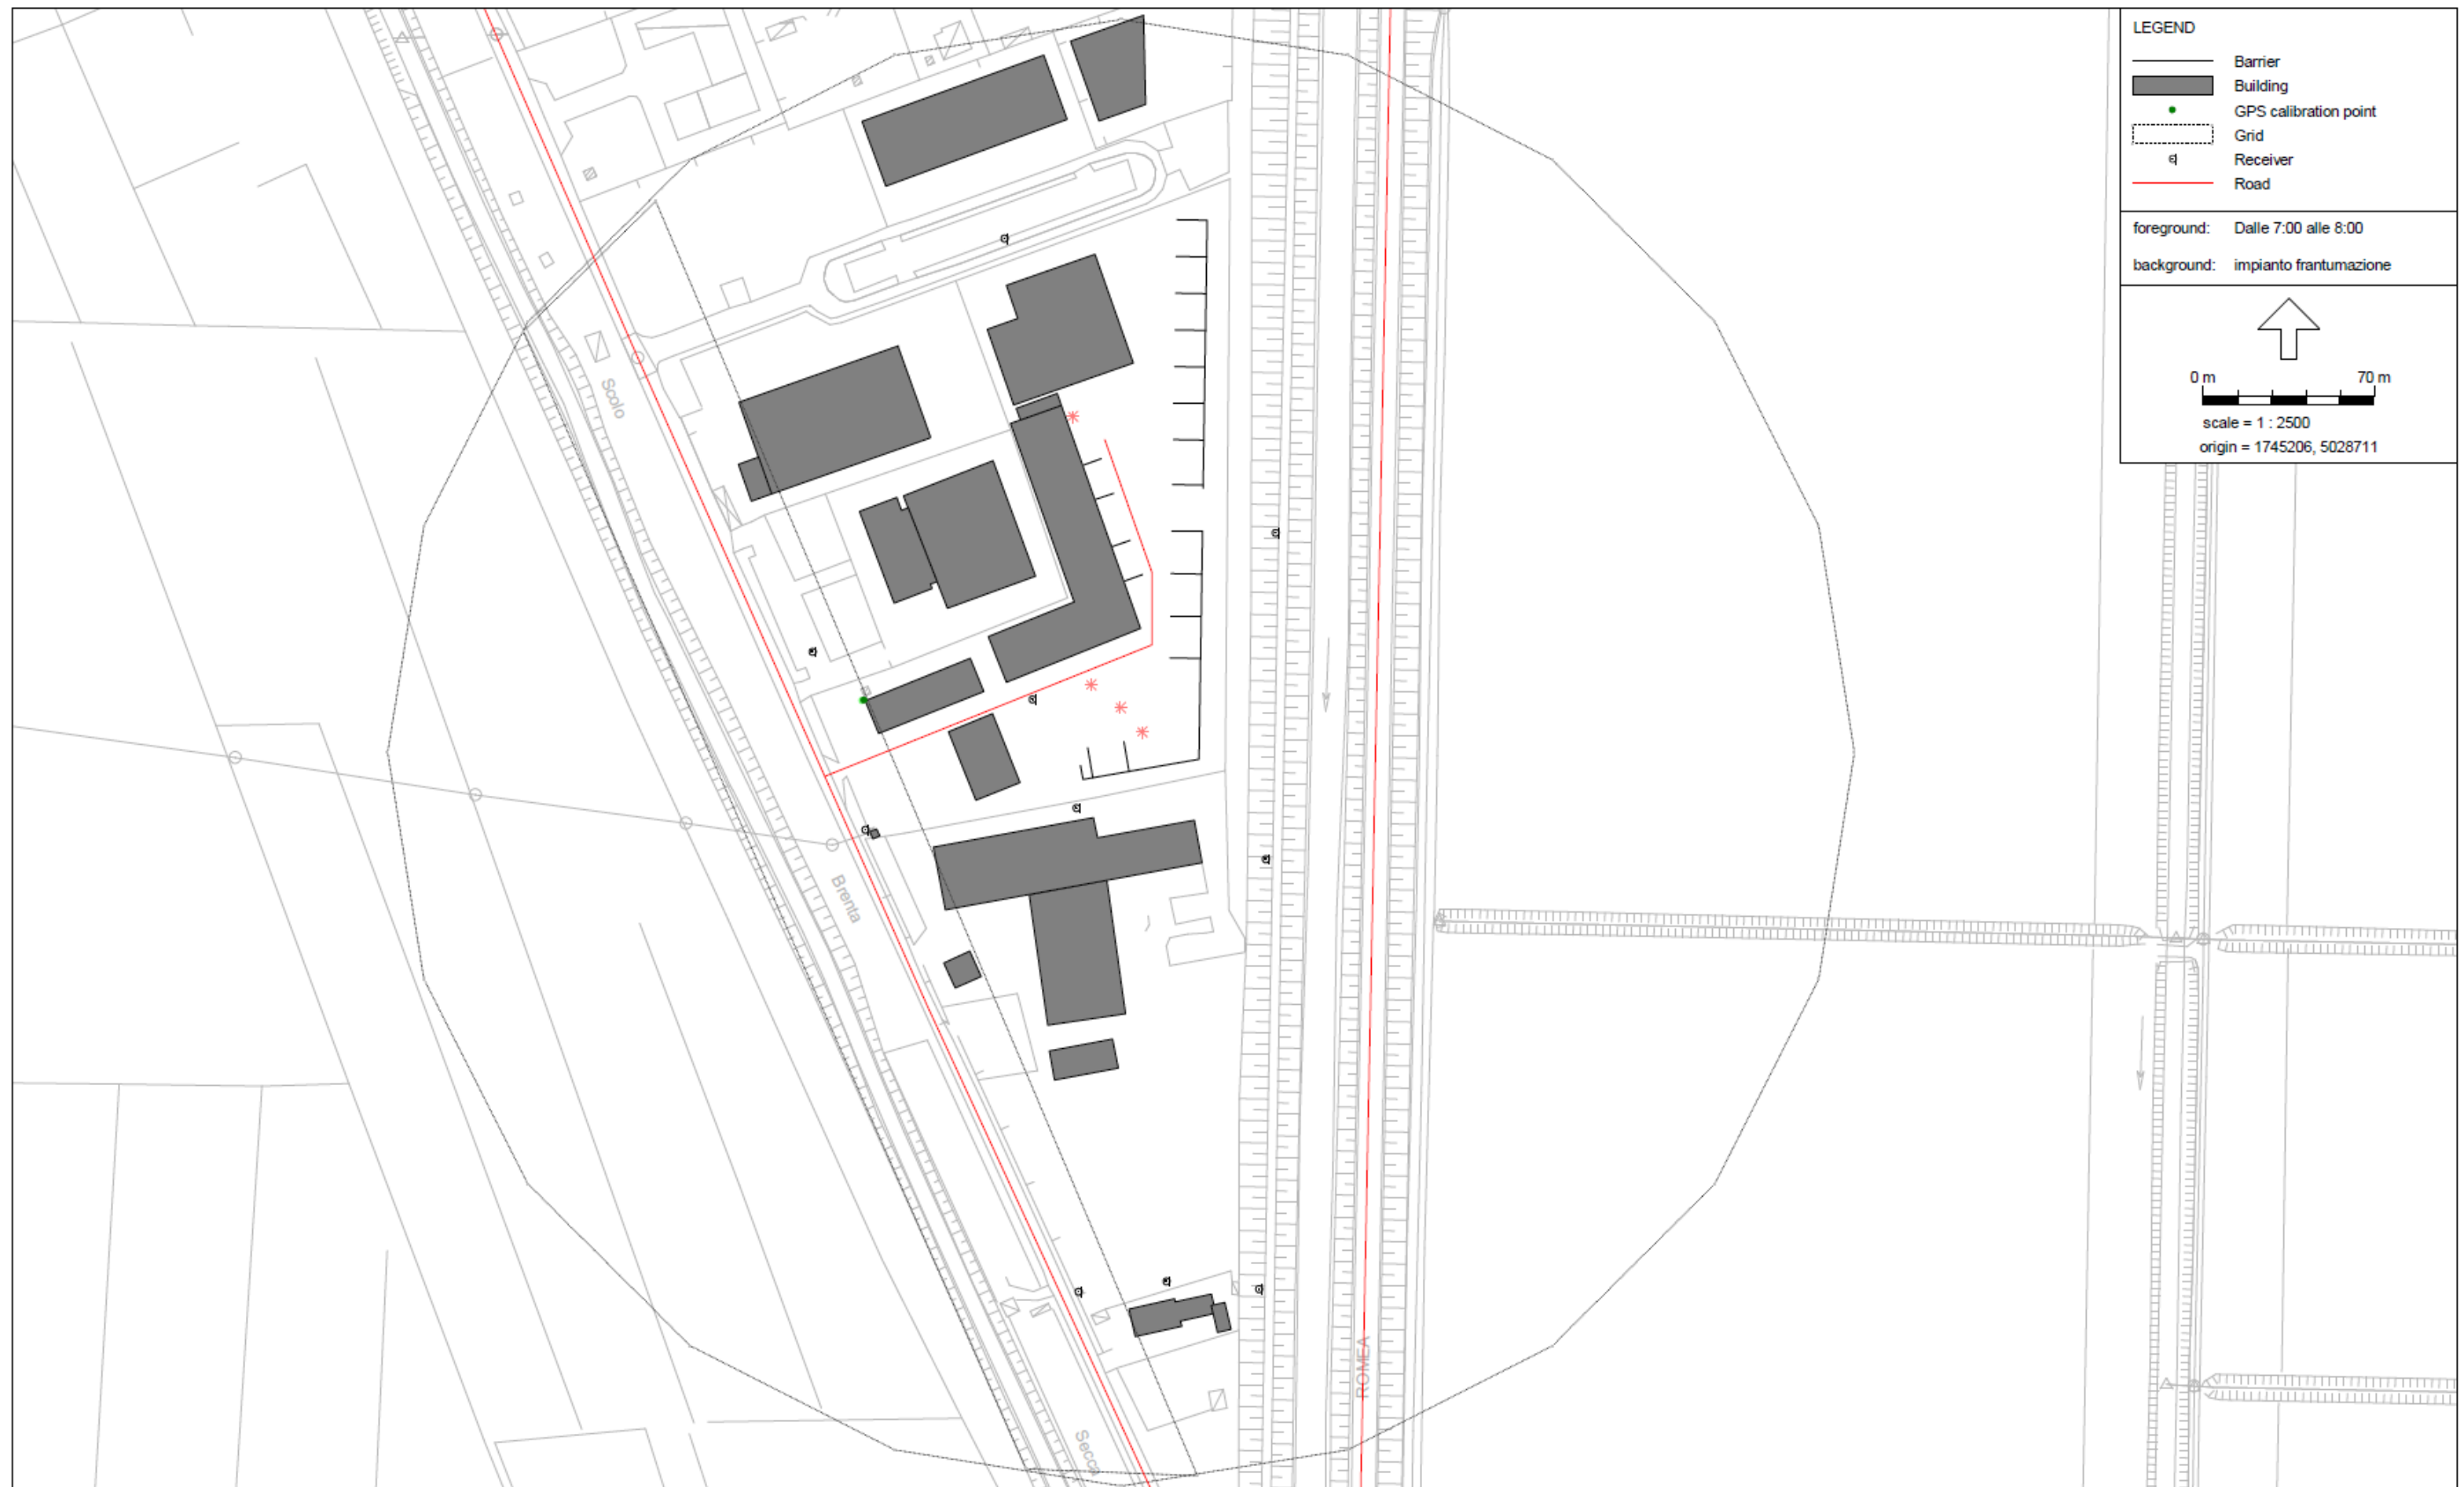 LEGEND
Barrier
Building
GPS calibration point
Grid
Receiver
Road
foreground: Dalle 7:00 alle 8:00
background: impianto frantumazione
0 m 70 m
scale = 1 : 2500
origin = 1745206, 5028711
Scolo
Brenta
Secca
ROMEA